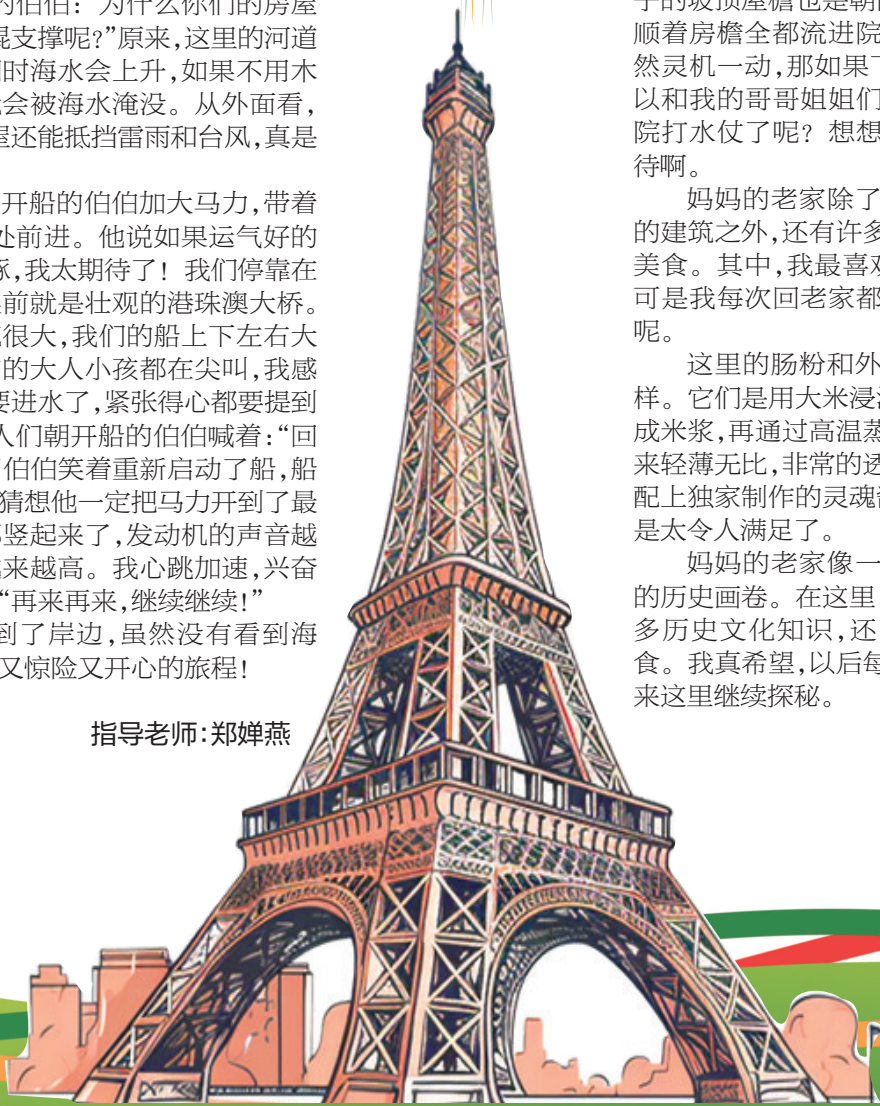 的伯伯：“为什么你们的房屋
棍支撑呢？”原来，这里的河道
潮时海水会上升，如果不用木
会被海水淹没。从外面看，
屋还能抵挡雷雨和台风，真是
开船的伯伯加大马力，带着
处前进。他说如果运气好的
豚，我太期待了！我们停靠在
前就是壮观的港珠澳大桥。
很大，我们的船上下左右大
的大人小孩都在尖叫，我感
要进水了，紧张得心都要提到
人们朝开船的伯伯喊着：“回
伯伯笑着重新启动了船，船
猜想他一定把马力开到了最
都竖起来了，发动机的声音越
越来越高。我心跳加速，兴奋
“再来再来，继续继续！”
到了岸边，虽然没有看到海
又惊险又开心的旅程！
指导老师：郑婵燕
子的坡顶屋檐也是朝
顺着房檐全都流进院
然灵机一动，那如果下
以和我的哥哥姐姐们
院打水仗了呢？想想
待啊。
妈妈的老家除了
的建筑之外，还有许多
美食。其中，我最喜欢
可是我每次回老家都
呢。
这里的肠粉和外
样。它们是用大米浸泡
成米浆，再通过高温蒸
来轻薄无比，非常的透
配上独家制作的灵魂酱
是太令人满足了。
妈妈的老家像一
的历史画卷。在这里
多历史文化知识，还
食。我真希望，以后每
来这里继续探秘。